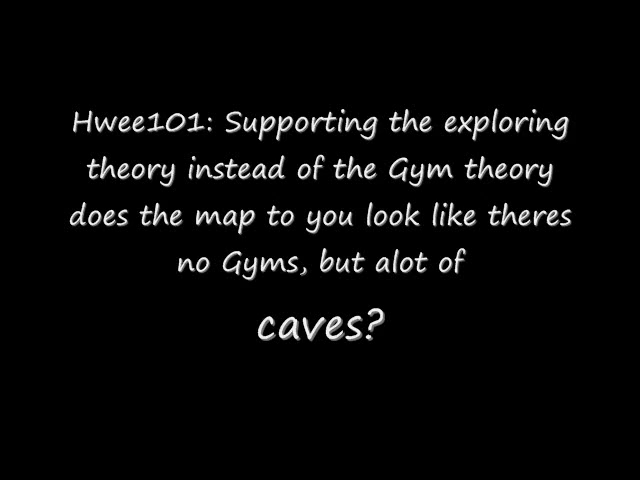 Hwee101: Supporting the exploring
theory instead of the Gym theory
does the map to you look like theres
no Gyms, but alot of
caves?